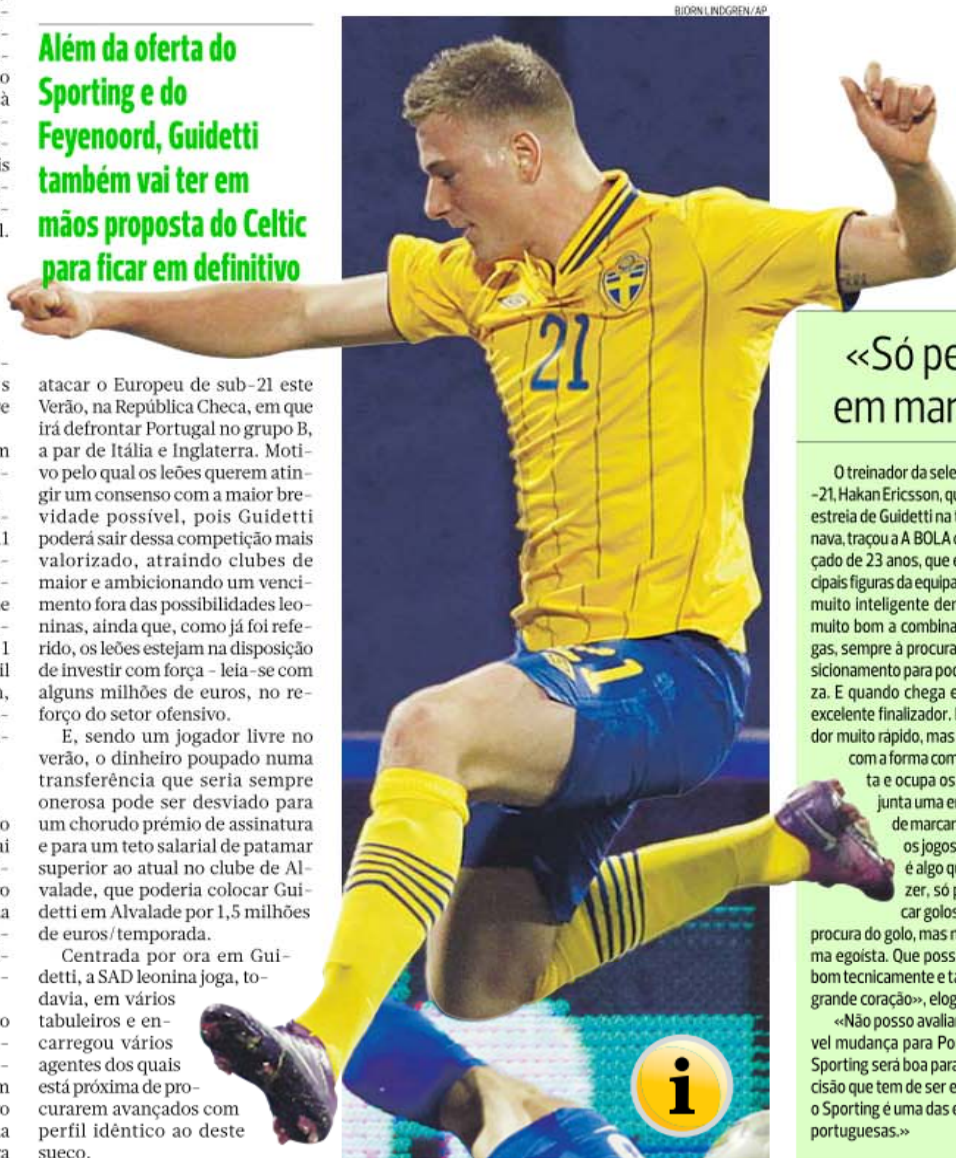 BJORN LINDGREN/AP
Além da oferta do
Sporting e do
Feyenoord, Guidetti
também vai ter em
mãos proposta do Celtic
para ficar em definitivo
atacar o Europeu de sub-21 este
Verão, na República Checa, em que
irá defrontar Portugal no grupo B,
a par de Itália e Inglaterra. Moti-
vo pelo qual os leões querem atin-
gir um consenso com a maior bre-
vidade possível, pois Guidetti
poderá sair dessa competição mais
valorizado, atraindo clubes de
maior e ambicionando um venci-
mento fora das possibilidades leo-
ninas, ainda que, como já foi refe-
rido, os leões estejam na disposição
de investir com força - leia-se com
alguns milhões de euros, no re-
forço do setor ofensivo.
E, sendo um jogador livre no
verão, o dinheiro poupado numa
transferência que seria sempre
onerosa pode ser desviado para
um chorudo prémio de assinatura
e para um teto salarial de patamar
superior ao atual no clube de Al-
valade, que poderia colocar Gui-
detti em Alvalade por 1,5 milhões
de euros/temporada.
Centrada por ora em Gui-
detti, a SAD leonina joga, to-
davia, em vários
tabuleiros e en-
carregou vários
agentes dos quais
está próxima de pro-
curarem avançados com
perfil idêntico ao deste
sueco.
21
21
i
«Só pe
em mar
O treinador da sele
-21, Hakan Ericsson, qu
estreia de Guidetti na t
nava, traçou a A BOLA o
çado de 23 anos, que e
cipais figuras da equipa
muito inteligente der
muito bom a combina
gas, sempre à procura
sicionamento para pod
za. E quando chega e
excelente finalizador.
dor muito rápido, mas
com a forma com
ta e ocupa os
junta uma e
de marcar
os jogos
é algo qu
zer, só p
car golos
procura do golo, mas n
ma egoísta. Que poss
bom tecnicamente e ta
grande coração», elog
«Não posso avaliar
vel mudança para Po
Sporting será boa para
cisão que tem de ser e
o Sporting é uma das e
portuguesas.»